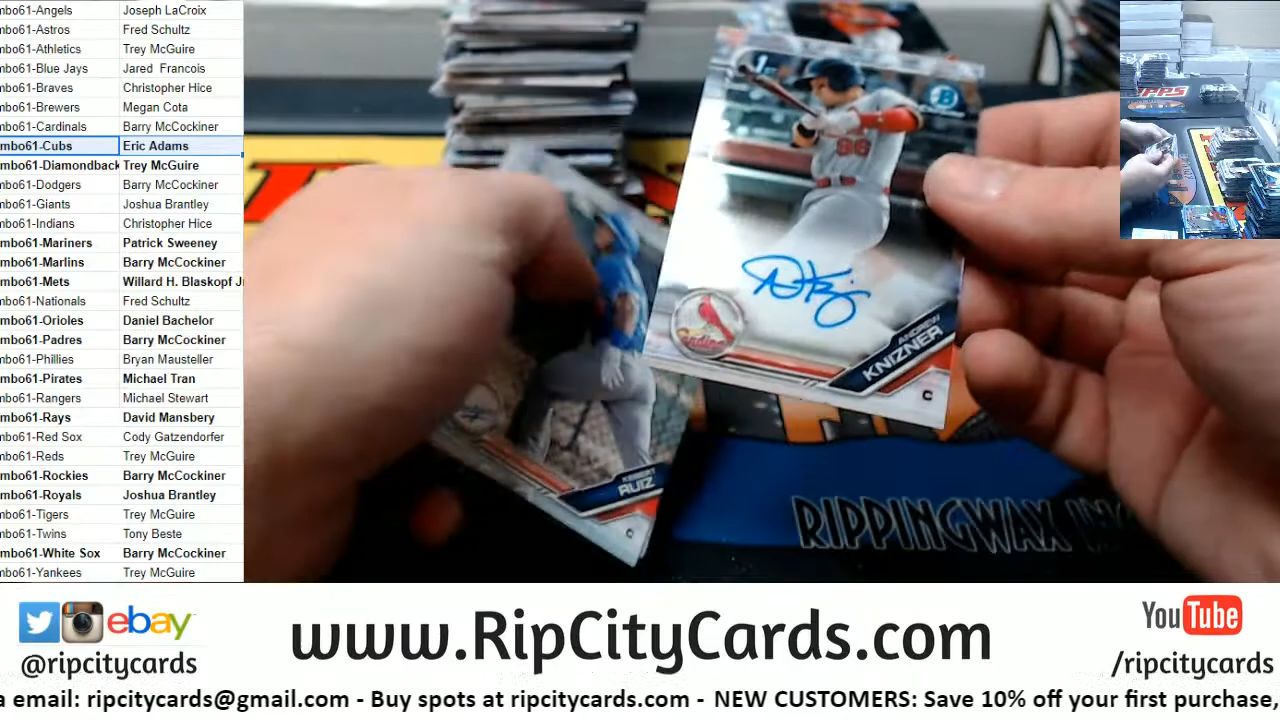 mbo61-Angels Joseph LaCroix
mbo61-Astros Fred Schultz
mbo61-Athletics Trey McGuire
mbo61-Blue Jays Jared Francois
mbo61-Braves Christopher Hice
mbo61-Brewers Megan Cota
mbo61-Cardinals Barry McCockiner
mbo61-Cubs Eric Adams
mbo61-Diamondback Trey McGuire
mbo61-Dodgers Barry McCockiner
mbo61-Giants Joshua Brantley
mbo61-Indians Christopher Hice
mbo61-Mariners Patrick Sweeney
mbo61-Marlins Barry McCockiner
mbo61-Mets Willard H. Blaskopf J
mbo61-Nationals Fred Schultz
mbo61-Orioles Daniel Bachelor
mbo61-Padres Barry McCockiner
mbo61-Phillies Bryan Mausteller
mbo61-Pirates Michael Tran
mbo61-Rangers Michael Stewart
mbo61-Rays David Mansbery
mbo61-Red Sox Cody Gatzendorfer
mbo61-Reds Trey McGuire
mbo61-Rockies Barry McCockiner
mbo61-Royals Joshua Brantley
mbo61-Tigers Trey McGuire
mbo61-Twins Tony Beste
mbo61-White Sox Barry McCockiner
mbo61-Yankees Trey McGuire
1st
B
Cardinals
ANDREW
KNIZNER
C
RUIZ
C
RIPPINGWAX
ebay
@ripcitycards
www.RipCityCards.com
YouTube
/ripcitycards
a email: ripcitycards@gmail.com - Buy spots at ripcitycards.com - NEW CUSTOMERS: Save 10% off your first purchase,